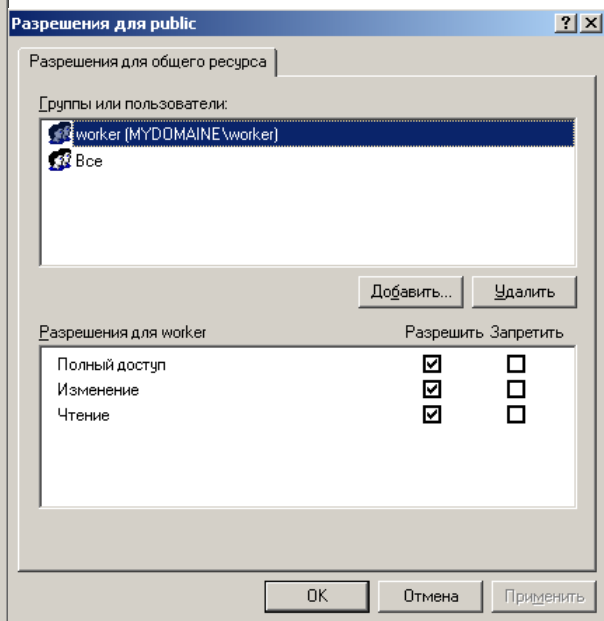 Разрешения для public
Разрешения для общего ресурса
Группы или пользователи:
worker (MYDOMAINE\worker)
Все
Добавить... Удалить
Разрешения для worker Разрешить Запретить
Полный доступ
Изменение
Чтение
OK Отмена Применить